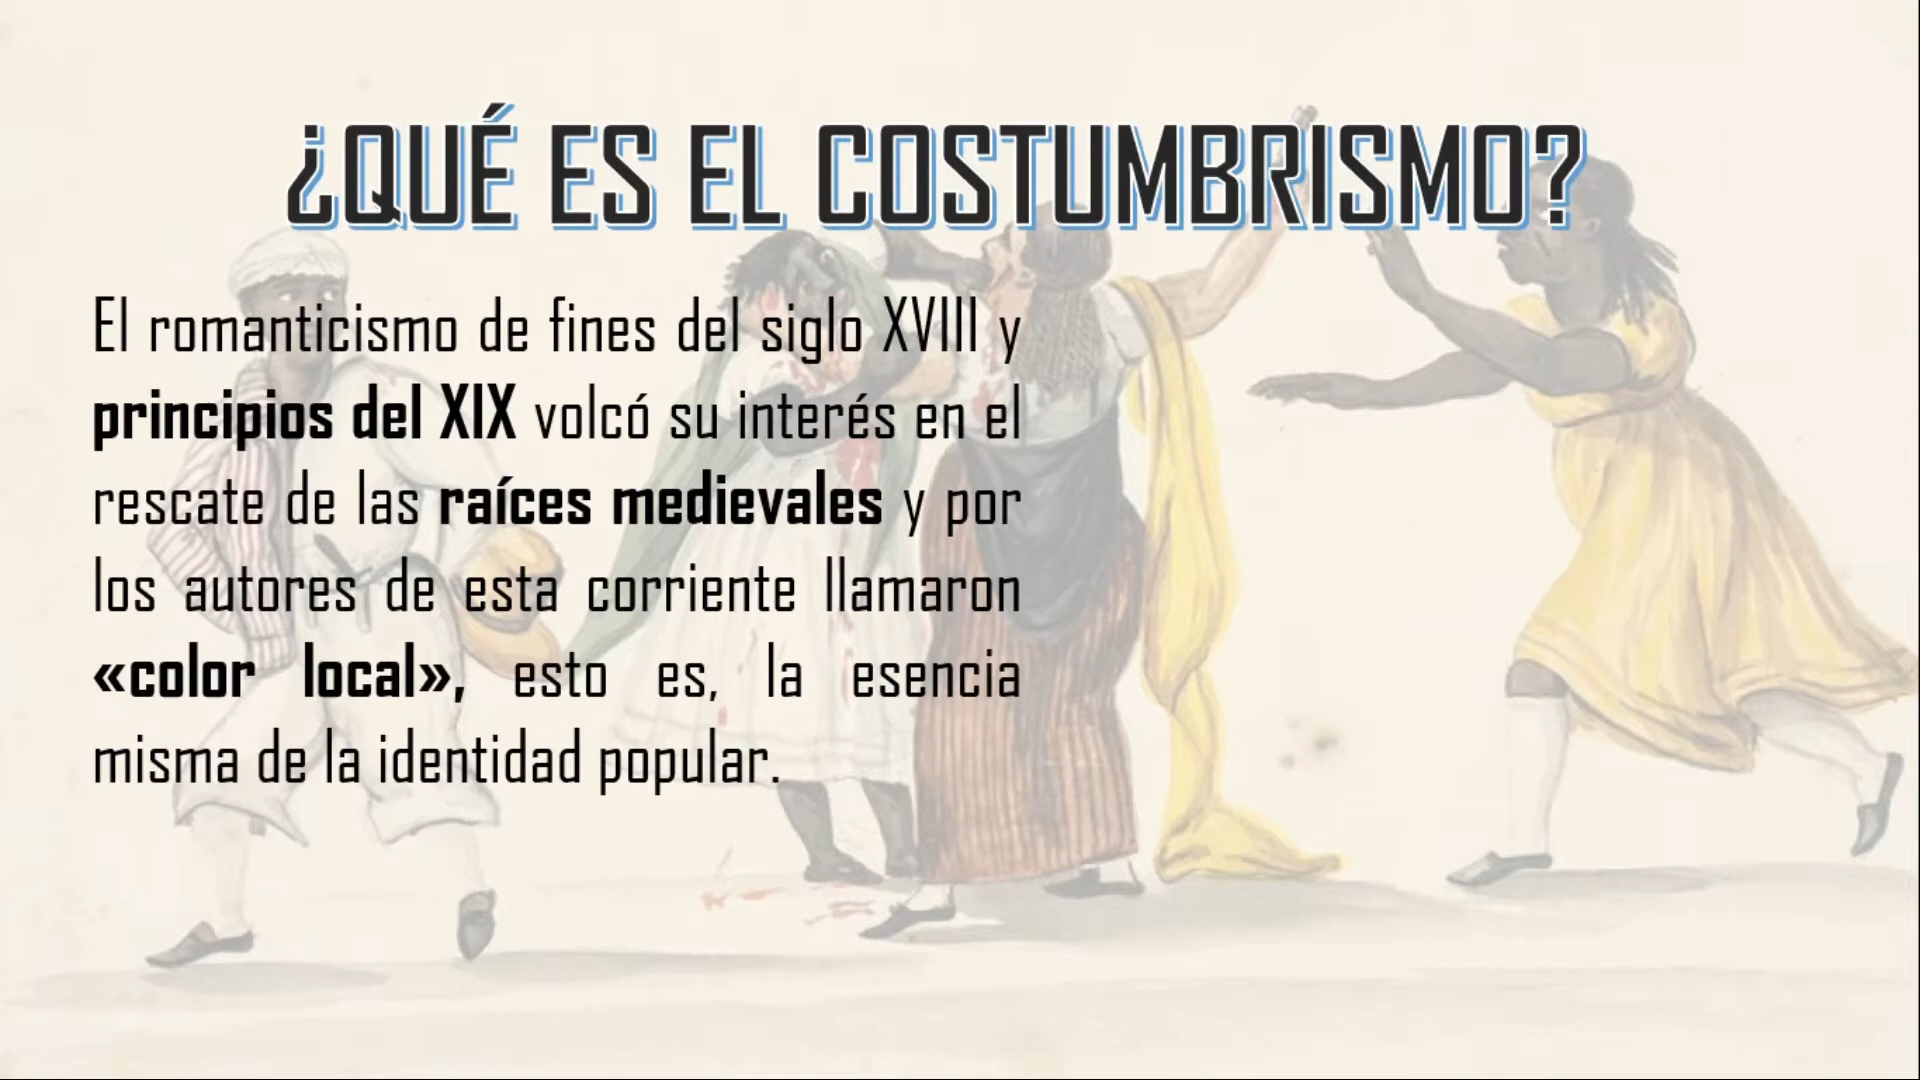 ¿QUÉ ES EL COSTUMBRISMO?
El romanticismo de fines del siglo XVIII y
principios del XIX volcó su interés en el
rescate de las raíces medievales y por
los autores de esta corriente llamaron
«color local», esto es, la esencia
misma de la identidad popular.